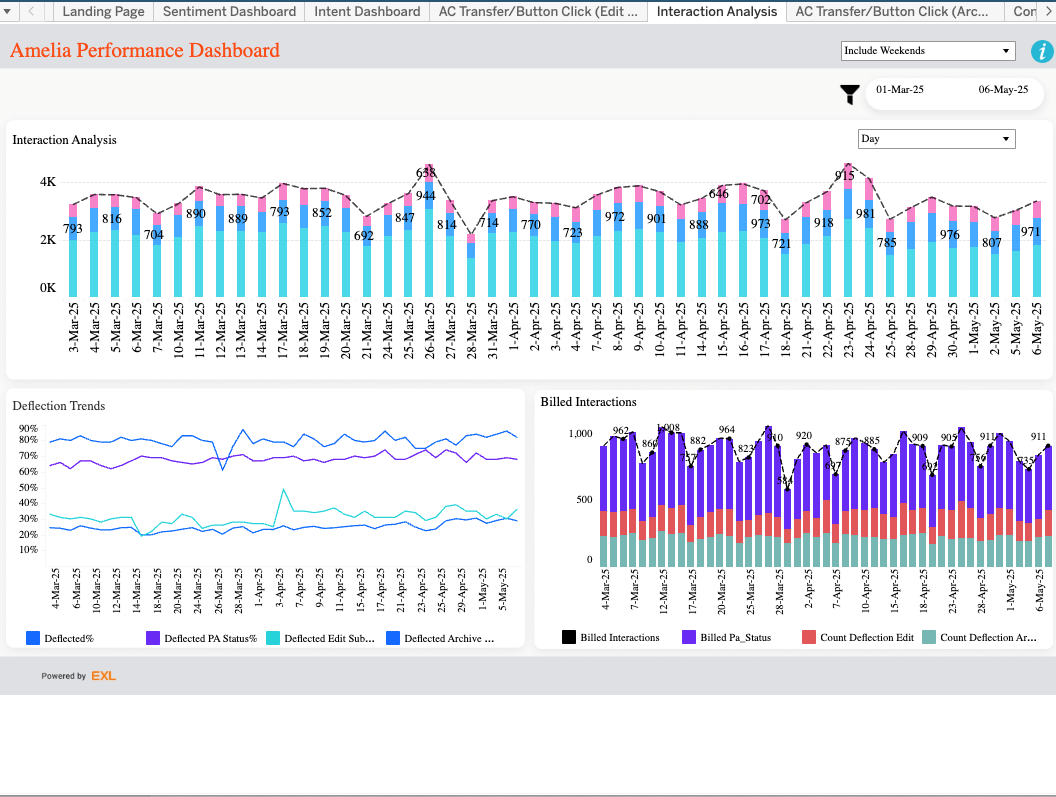 Landing Page
Sentiment Dashboard
Intent Dashboard
AC Transfer/Button Click (Edit ...
Interaction Analysis
AC Transfer/Button Click (Arc...
Amelia Performance Dashboard
Include Weekends
i
01-Mar-25
06-May-25
Interaction Analysis
Day
4K
2K
0K
793
816
704
890
889
793
852
692
847
638
944
814
714
770
723
972
901
888
646
702
973
721
918
915
981
785
976
807
971
3-Mar-25
4-Mar-25
5-Mar-25
6-Mar-25
7-Mar-25
10-Mar-25
11-Mar-25
12-Mar-25
13-Mar-25
14-Mar-25
17-Mar-25
18-Mar-25
19-Mar-25
20-Mar-25
21-Mar-25
24-Mar-25
25-Mar-25
26-Mar-25
27-Mar-25
28-Mar-25
31-Mar-25
1-Apr-25
2-Apr-25
3-Apr-25
4-Apr-25
7-Apr-25
8-Apr-25
9-Apr-25
10-Apr-25
11-Apr-25
14-Apr-25
15-Apr-25
16-Apr-25
17-Apr-25
18-Apr-25
21-Apr-25
22-Apr-25
23-Apr-25
24-Apr-25
25-Apr-25
28-Apr-25
29-Apr-25
30-Apr-25
1-May-25
2-May-25
5-May-25
6-May-25
Deflection Trends
90%
80%
70%
60%
50%
40%
30%
20%
10%
4-Mar-25
6-Mar-25
10-Mar-25
12-Mar-25
14-Mar-25
18-Mar-25
20-Mar-25
24-Mar-25
26-Mar-25
28-Mar-25
1-Apr-25
3-Apr-25
7-Apr-25
9-Apr-25
11-Apr-25
15-Apr-25
17-Apr-25
21-Apr-25
23-Apr-25
25-Apr-25
29-Apr-25
1-May-25
5-May-25
Deflected%
Deflected PA Status%
Deflected Edit Sub...
Deflected Archive ...
Billed Interactions
1,000
500
0
962
860
1,008
757
882
964
823
910
584
920
697
875
885
909
692
905
756
911
735
911
4-Mar-25
7-Mar-25
12-Mar-25
17-Mar-25
20-Mar-25
25-Mar-25
28-Mar-25
2-Apr-25
7-Apr-25
10-Apr-25
15-Apr-25
18-Apr-25
23-Apr-25
28-Apr-25
1-May-25
6-May-25
Billed Interactions
Billed Pa_Status
Count Deflection Edit
Count Deflection Ar...
Powered by EXL